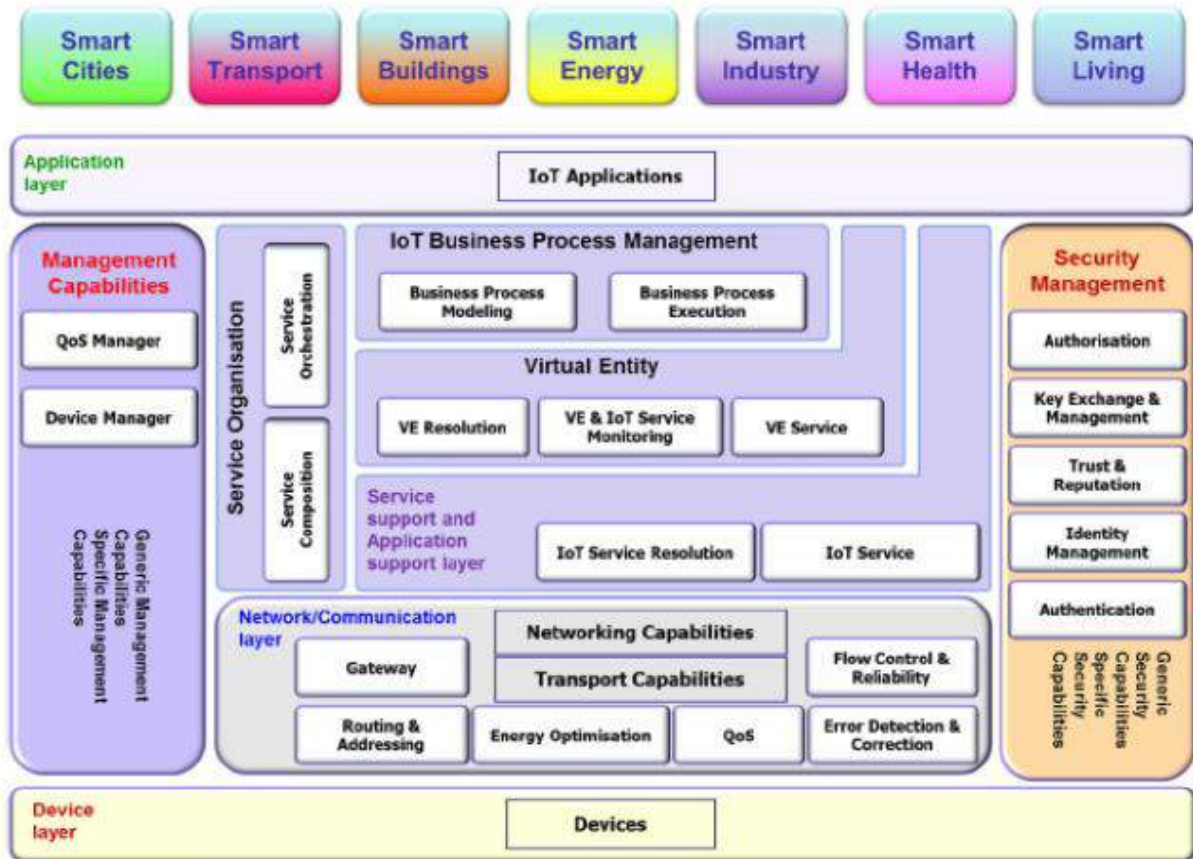 Smart
Cities
Smart
Transport
Smart
Buildings
Smart
Energy
Smart
Industry
Smart
Health
Smart
Living
Application
layer
IoT Applications
Management
Capabilities
QoS Manager
Device Manager
Generic Management
Capabilities
Specific Management
Capabilities
Service Organisation
Service
Orchestration
Service
Composition
IoT Business Process Management
Business Process
Modeling
Business Process
Execution
Virtual Entity
VE Resolution
VE & IoT Service
Monitoring
VE Service
Service
support and
Application
support layer
IoT Service Resolution
IoT Service
Network/Communication
layer
Networking Capabilities
Transport Capabilities
Gateway
Flow Control &
Reliability
Routing &
Addressing
Energy Optimisation
QoS
Error Detection &
Correction
Security
Management
Authorisation
Key Exchange &
Management
Trust &
Reputation
Identity
Management
Authentication
Generic
Security
Capabilities
Specific
Security
Capabilities
Device
layer
Devices